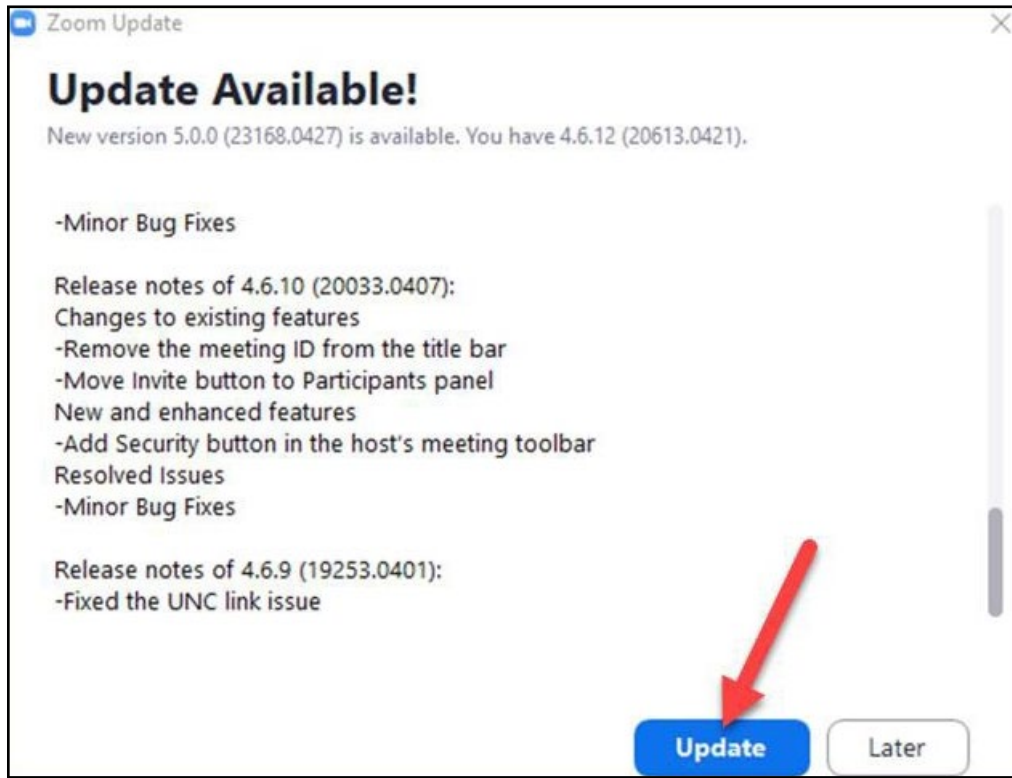 Zoom Update
Update Available!
New version 5.0.0 (23168.0427) is available. You have 4.6.12 (20613.0421).
-Minor Bug Fixes
Release notes of 4.6.10 (20033.0407):
Changes to existing features
-Remove the meeting ID from the title bar
-Move Invite button to Participants panel
New and enhanced features
-Add Security button in the host's meeting toolbar
Resolved Issues
-Minor Bug Fixes
Release notes of 4.6.9 (19253.0401):
-Fixed the UNC link issue
Update
Later